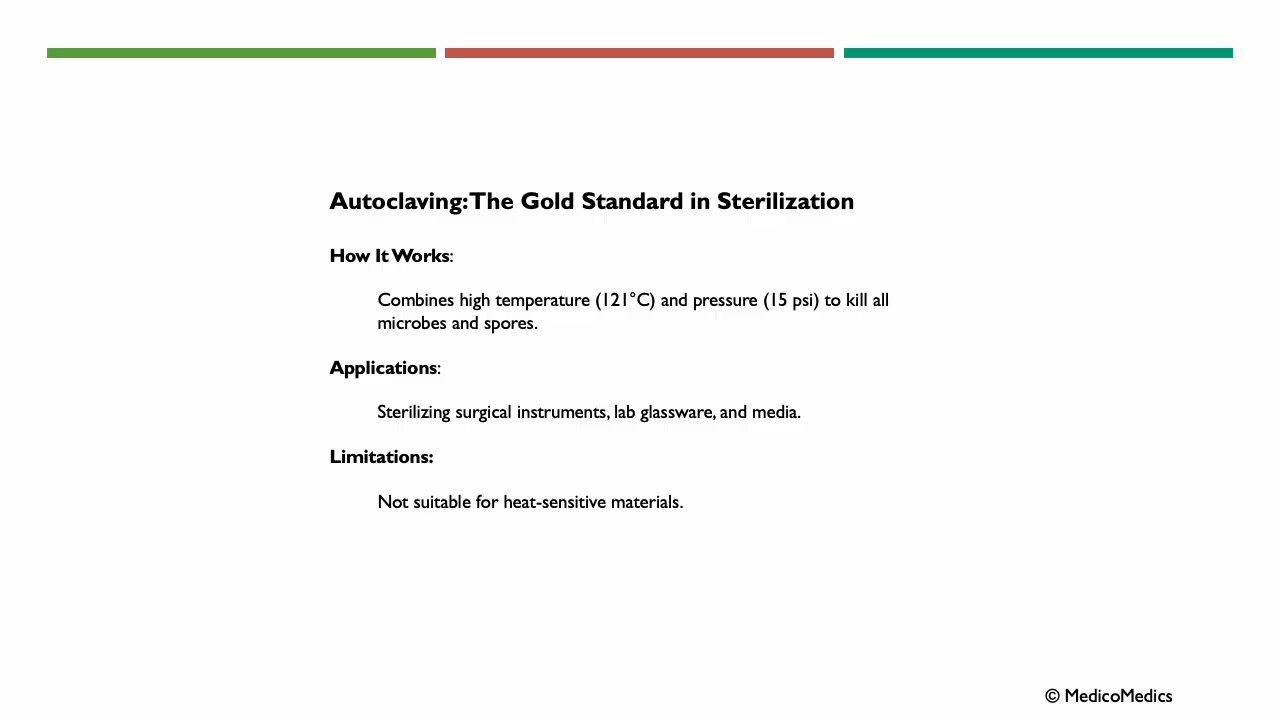 Autoclaving: The Gold Standard in Sterilization
How It Works:
Combines high temperature (121°C) and pressure (15 psi) to kill all
microbes and spores.
Applications:
Sterilizing surgical instruments, lab glassware, and media.
Limitations:
Not suitable for heat-sensitive materials.
© MedicoMedics